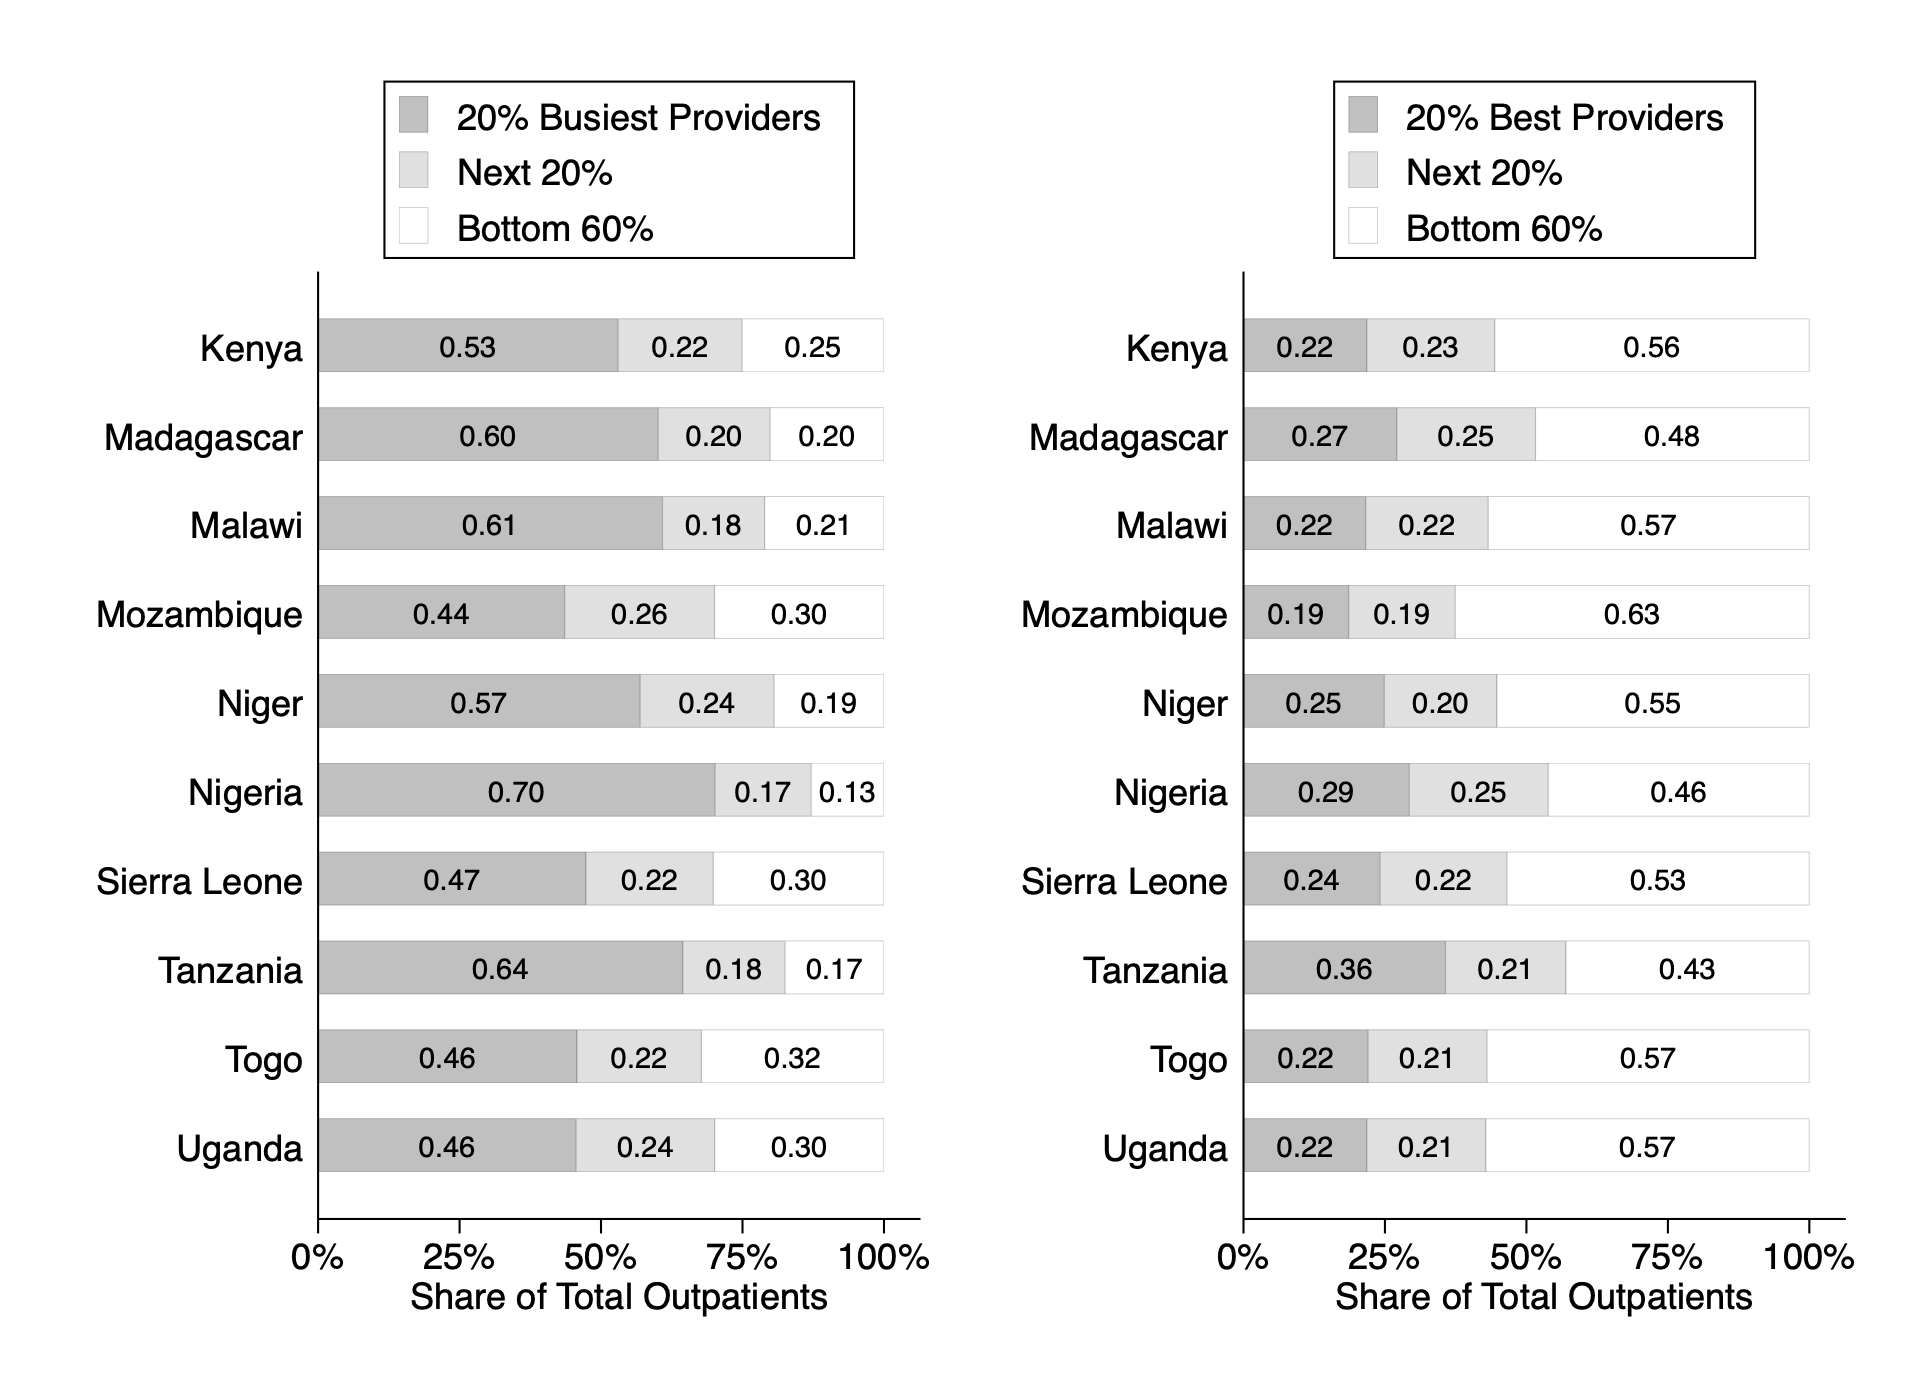 20% Busiest Providers
Next 20%
Bottom 60%
Kenya 0.53 0.22 0.25
Madagascar 0.60 0.20 0.20
Malawi 0.61 0.18 0.21
Mozambique 0.44 0.26 0.30
Niger 0.57 0.24 0.19
Nigeria 0.70 0.17 0.13
Sierra Leone 0.47 0.22 0.30
Tanzania 0.64 0.18 0.17
Togo 0.46 0.22 0.32
Uganda 0.46 0.24 0.30
0% 25% 50% 75% 100%
Share of Total Outpatients
20% Best Providers
Next 20%
Bottom 60%
Kenya 0.22 0.23 0.56
Madagascar 0.27 0.25 0.48
Malawi 0.22 0.22 0.57
Mozambique 0.19 0.19 0.63
Niger 0.25 0.20 0.55
Nigeria 0.29 0.25 0.46
Sierra Leone 0.24 0.22 0.53
Tanzania 0.36 0.21 0.43
Togo 0.22 0.21 0.57
Uganda 0.22 0.21 0.57
0% 25% 50% 75% 100%
Share of Total Outpatients